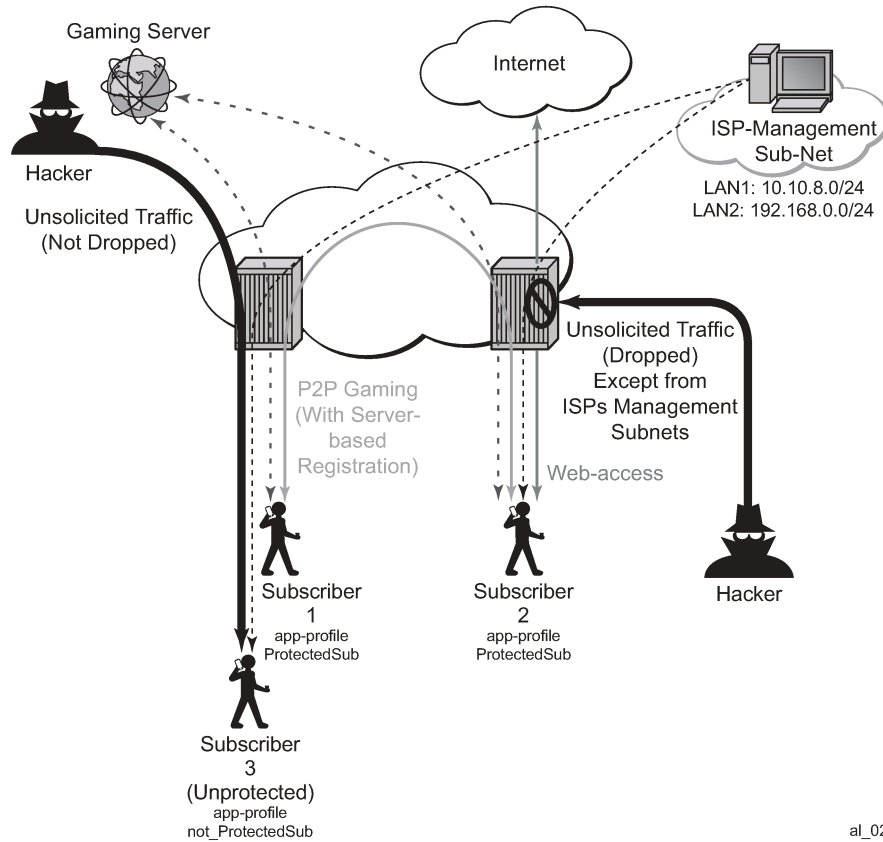 Gaming Server
Internet
Hacker
ISP-Management
Sub-Net
LAN1: 10.10.8.0/24
LAN2: 192.168.0.0/24
Unsolicited Traffic
(Not Dropped)
Unsolicited Traffic
(Dropped)
Except from
ISPs Management
Subnets
P2P Gaming
(With Server-
based
Registration)
Web-access
Subscriber
1
app-profile
ProtectedSub
Subscriber
2
app-profile
ProtectedSub
Hacker
Subscriber
3
(Unprotected)
app-profile
not_ProtectedSub
al_02